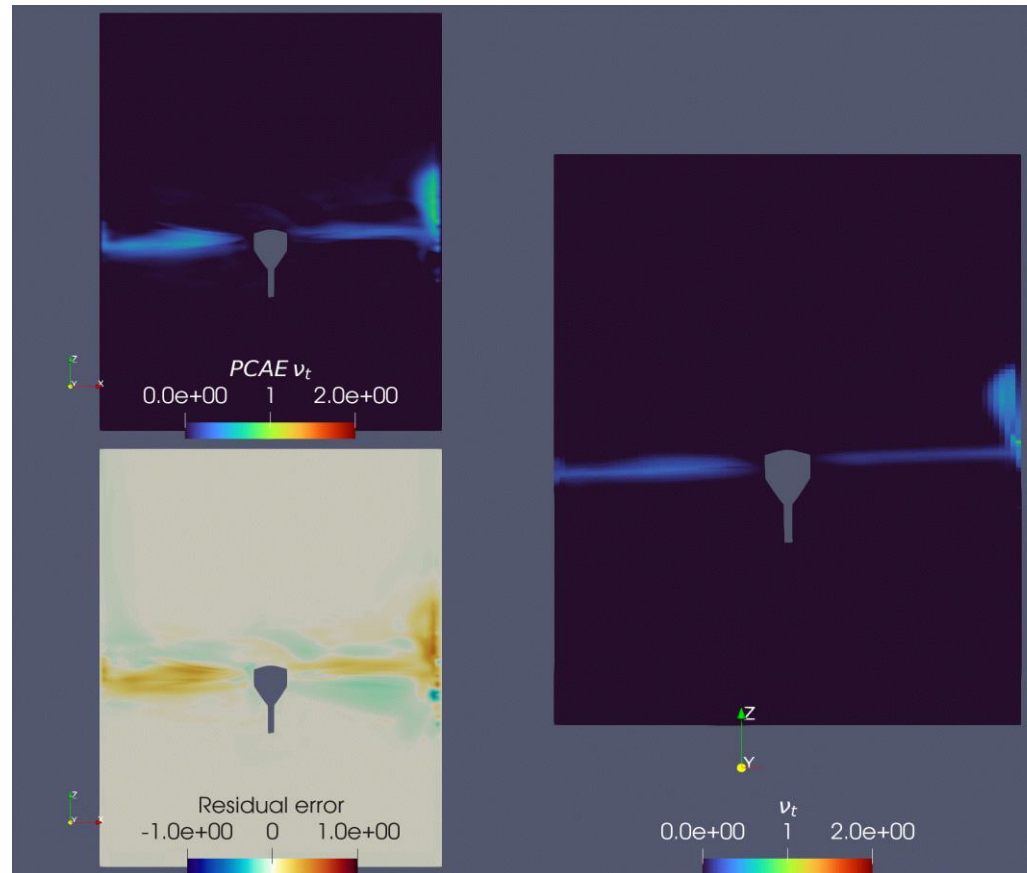 Z
Y X
PCAE ν_t
0.0e+00 1 2.0e+00
Z
Y X
Residual error
-1.0e+00 0 1.0e+00
Z
Y
ν_t
0.0e+00 1 2.0e+00